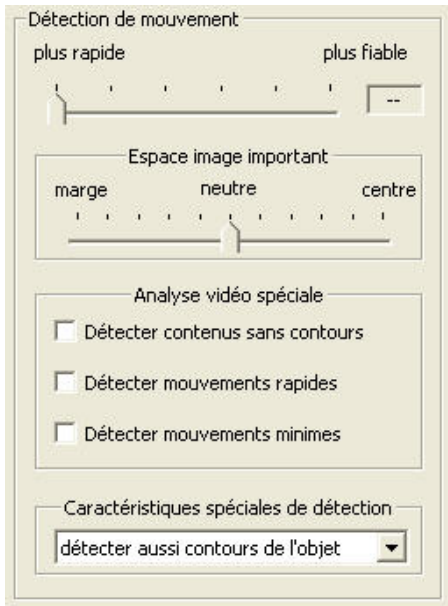 Détection de mouvement
plus rapide plus fiable
--
Espace image important
marge neutre centre
Analyse vidéo spéciale
Détecter contenus sans contours
Détecter mouvements rapides
Détecter mouvements minimes
Caractéristiques spéciales de détection
détecter aussi contours de l'objet